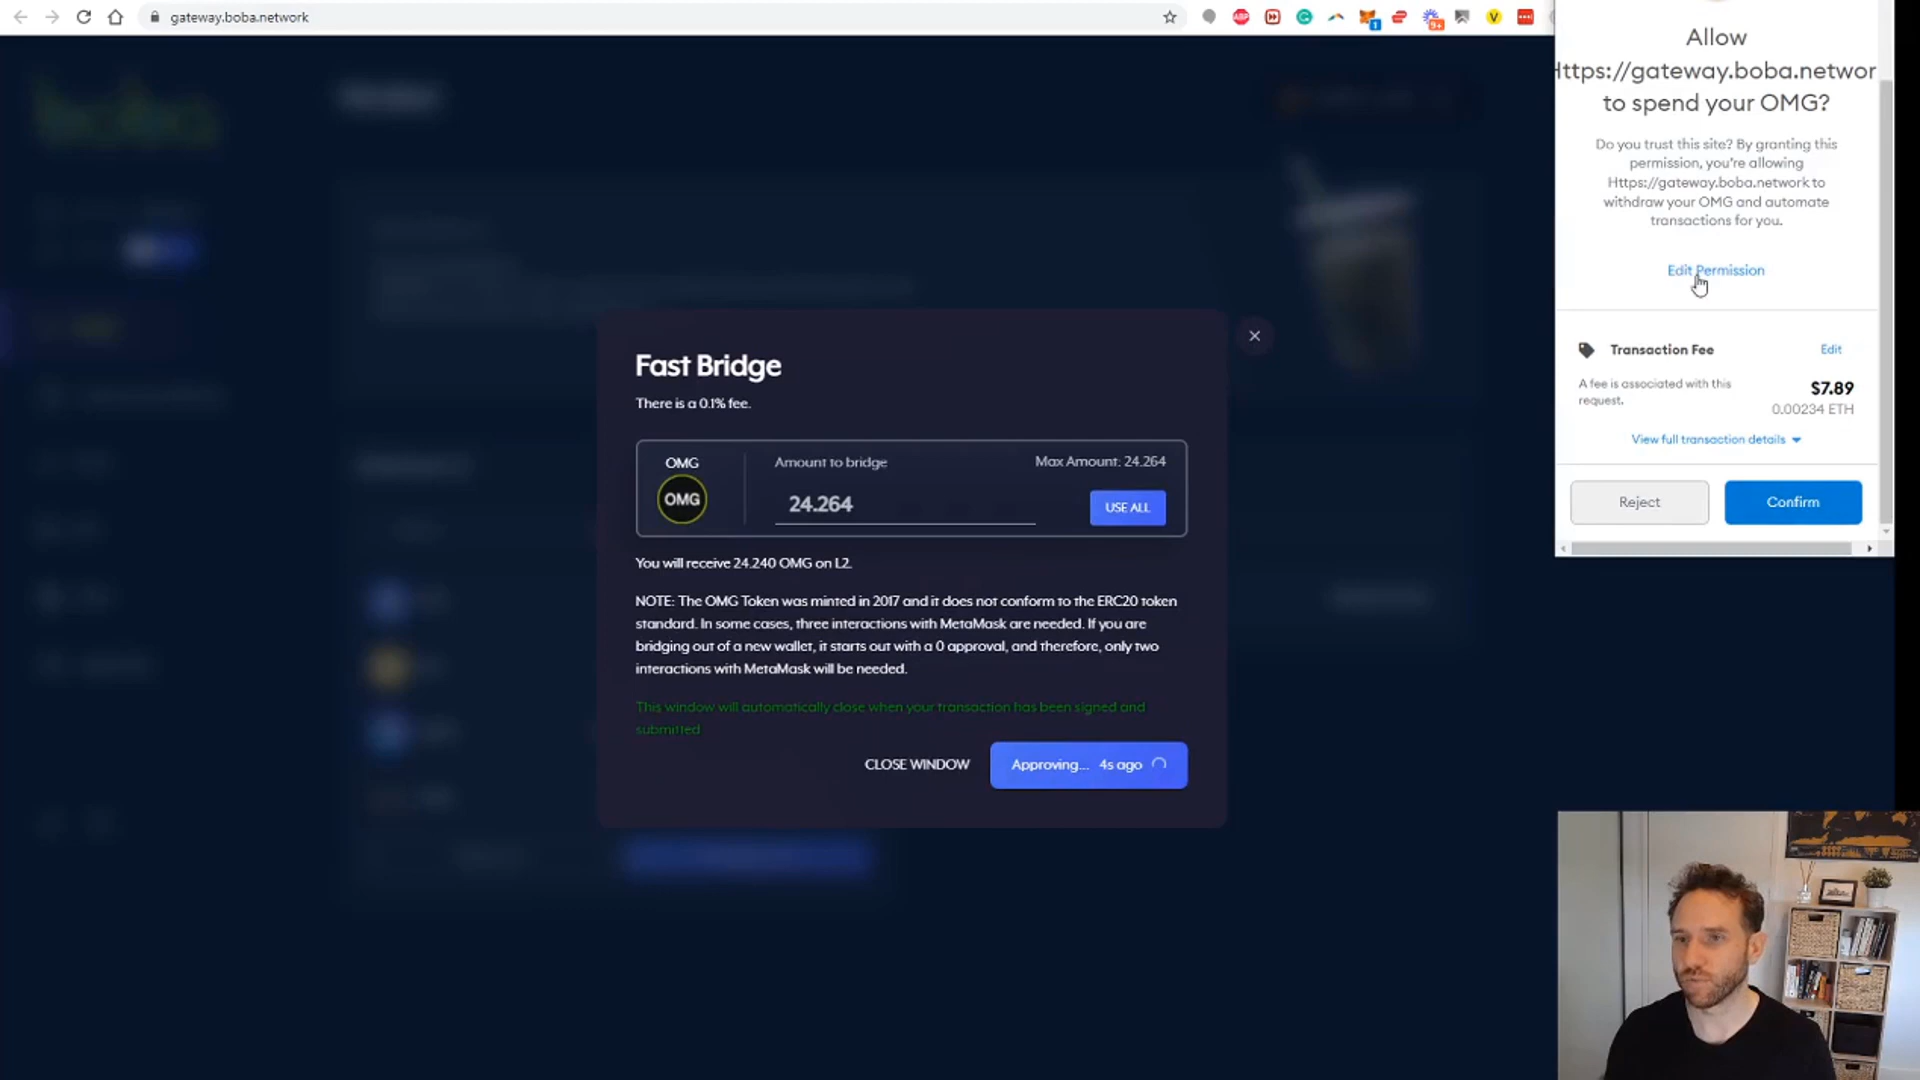 gateway.boba.network
ABP
1
9+
V
Allow
Https://gateway.boba.networ
to spend your OMG?
Do you trust this site? By granting this
permission, you're allowing
Https://gateway.boba.network to
withdraw your OMG and automate
transactions for you.
Edit Permission
Transaction Fee
Edit
A fee is associated with this
request.
$7.89
0.00234 ETH
View full transaction details
Reject
Confirm
Fast Bridge
There is a 0.1% fee.
OMG
Amount to bridge
Max Amount: 24.264
OMG
24.264
USE ALL
You will receive 24.240 OMG on L2.
NOTE: The OMG Token was minted in 2017 and it does not conform to the ERC20 token
standard. In some cases, three interactions with MetaMask are needed. If you are
bridging out of a new wallet, it starts out with a 0 approval, and therefore, only two
interactions with MetaMask will be needed.
This window will automatically close when your transaction has been signed and
submitted
CLOSE WINDOW
Approving... 4s ago